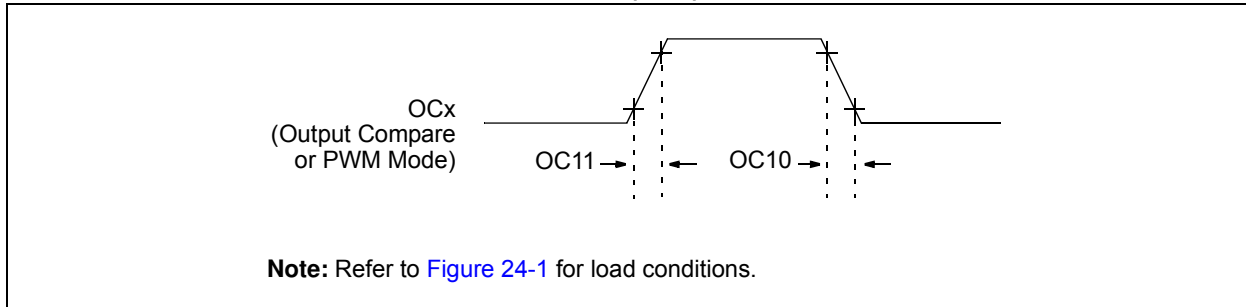 OCx
(Output Compare
or PWM Mode)
OC11
OC10
Note: Refer to Figure 24-1 for load conditions.